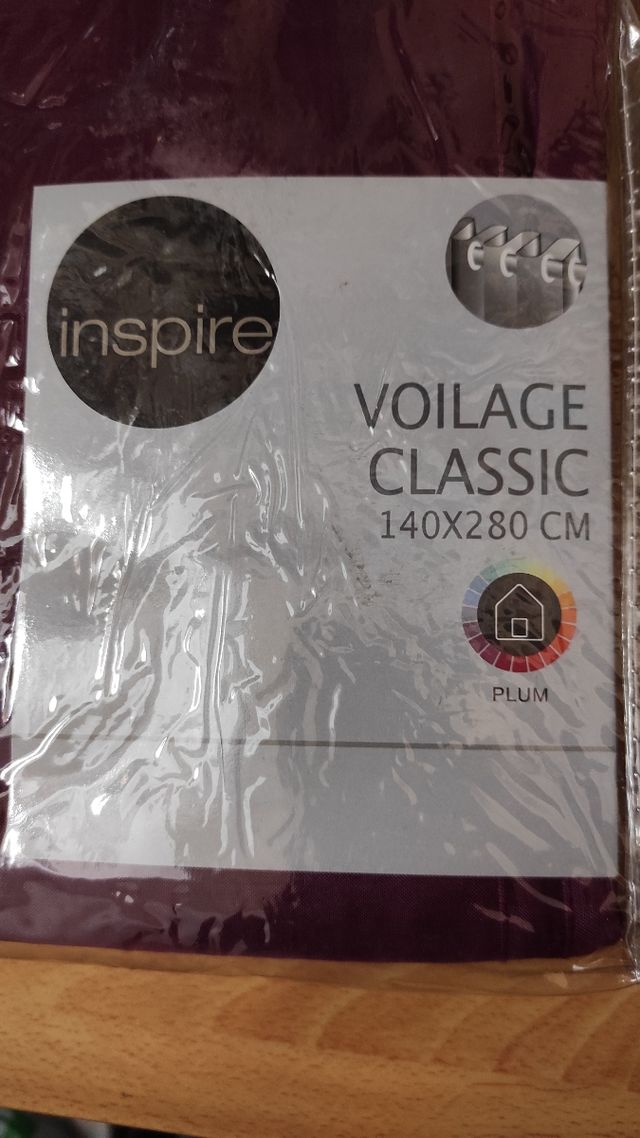 inspire
VOILAGE
CLASSIC
140X280 CM
PLUM